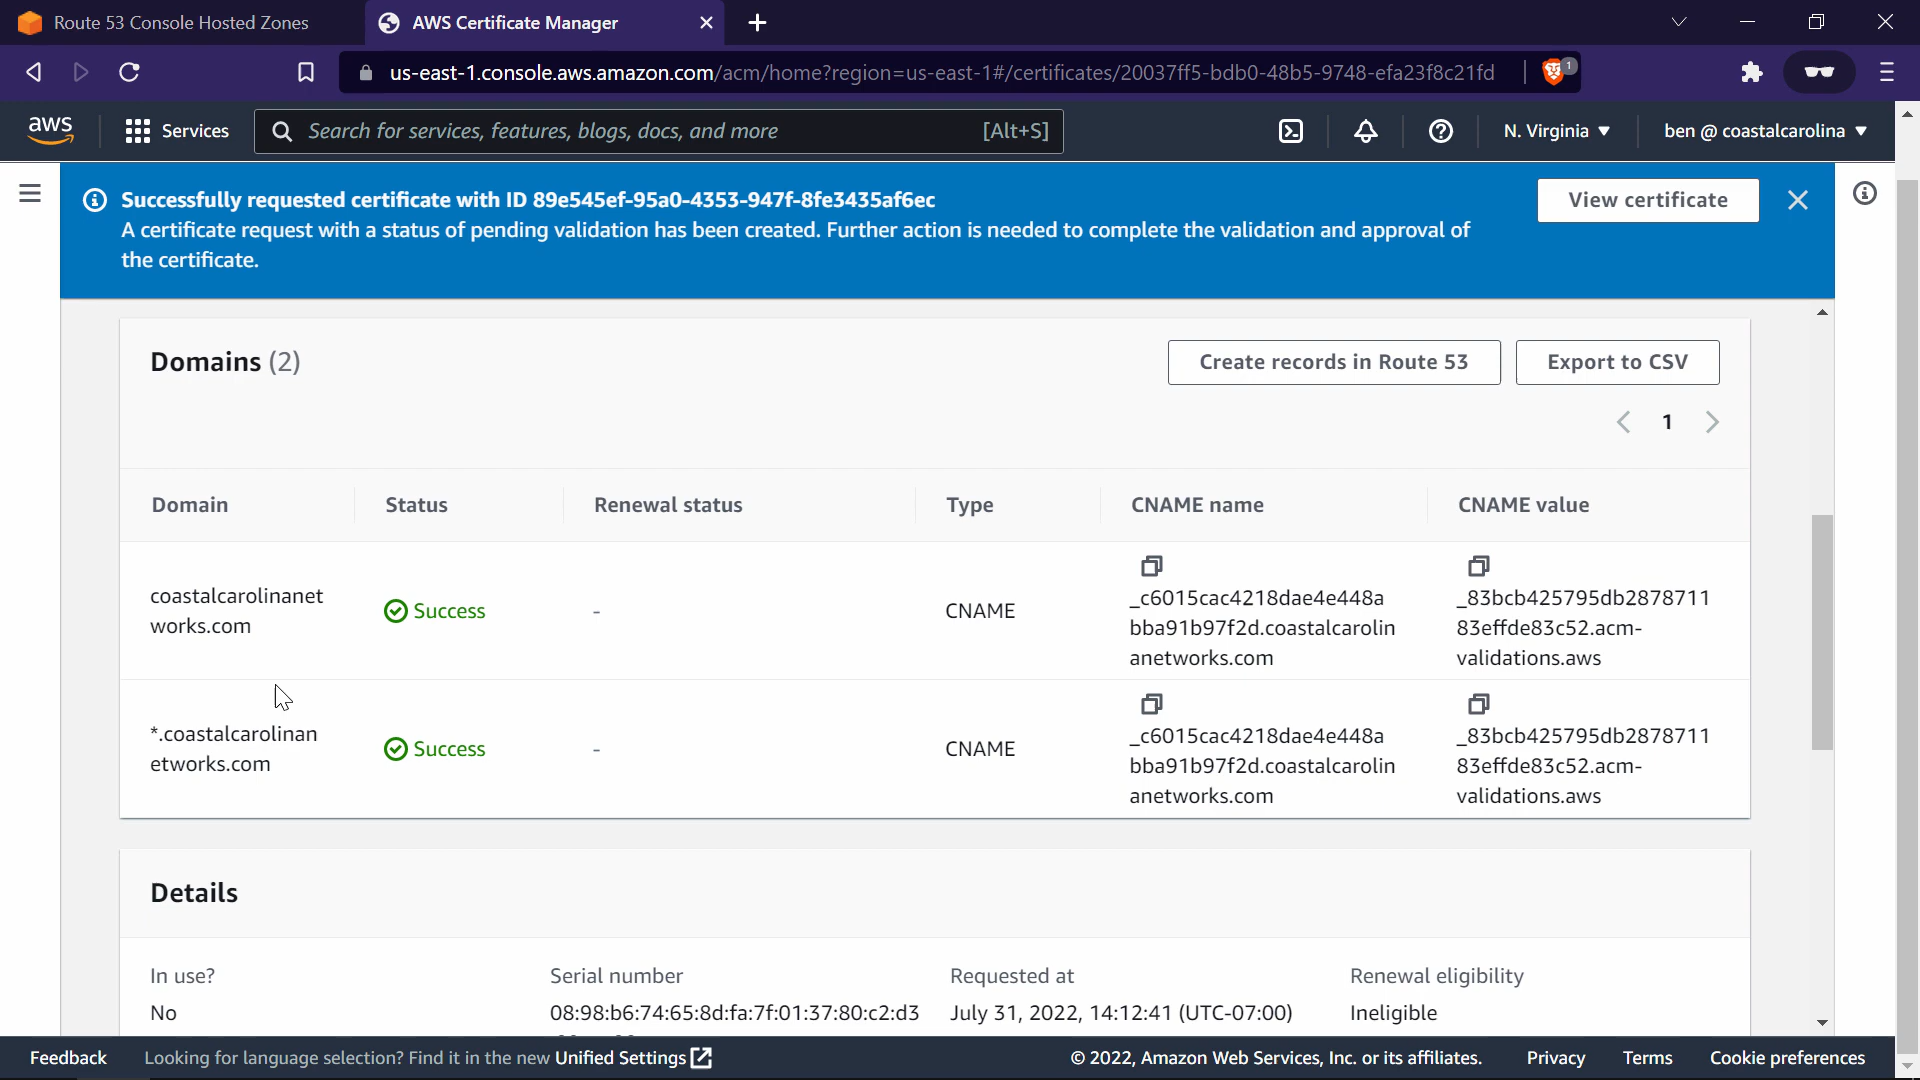 Route 53 Console Hosted Zones
AWS Certificate Manager
us-east-1.console.aws.amazon.com/acm/home?region=us-east-1#/certificates/20037ff5-bdb0-48b5-9748-efa23f8c21fd
1
aws
Services
Search for services, features, blogs, docs, and more [Alt+S]
N. Virginia
ben @ coastalcarolina
Successfully requested certificate with ID 89e545ef-95a0-4353-947f-8fe3435af6ec
A certificate request with a status of pending validation has been created. Further action is needed to complete the validation and approval of
the certificate.
View certificate
Domains (2)
Create records in Route 53
Export to CSV
1
Domain Status Renewal status Type CNAME name CNAME value
coastalcarolinanet
works.com
Success
-
CNAME
_c6015cac4218dae4e448a
bba91b97f2d.coastalcarolin
anetworks.com
_83bcb425795db2878711
83effde83c52.acm-
validations.aws
*.coastalcarolinan
etworks.com
Success
-
CNAME
_c6015cac4218dae4e448a
bba91b97f2d.coastalcarolin
anetworks.com
_83bcb425795db2878711
83effde83c52.acm-
validations.aws
Details
In use?
No
Serial number
08:98:b6:74:65:8d:fa:7f:01:37:80:c2:d3
Requested at
July 31, 2022, 14:12:41 (UTC-07:00)
Renewal eligibility
Ineligible
Feedback
Looking for language selection? Find it in the new Unified Settings
© 2022, Amazon Web Services, Inc. or its affiliates.
Privacy
Terms
Cookie preferences